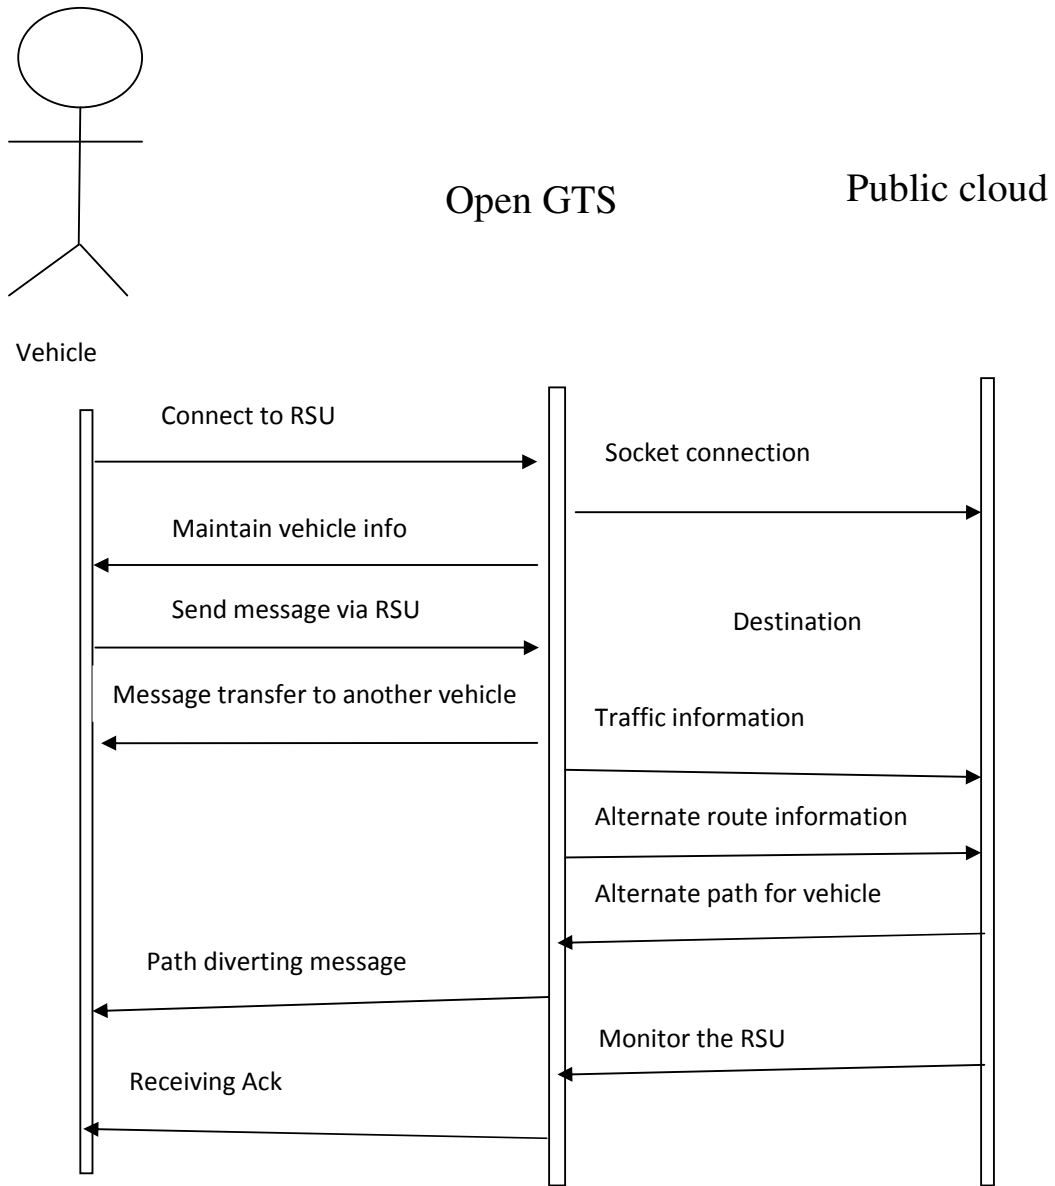 Open GTS
Public cloud
Vehicle
Connect to RSU
Socket connection
Maintain vehicle info
Send message via RSU
Destination
Message transfer to another vehicle
Traffic information
Alternate route information
Alternate path for vehicle
Path diverting message
Monitor the RSU
Receiving Ack